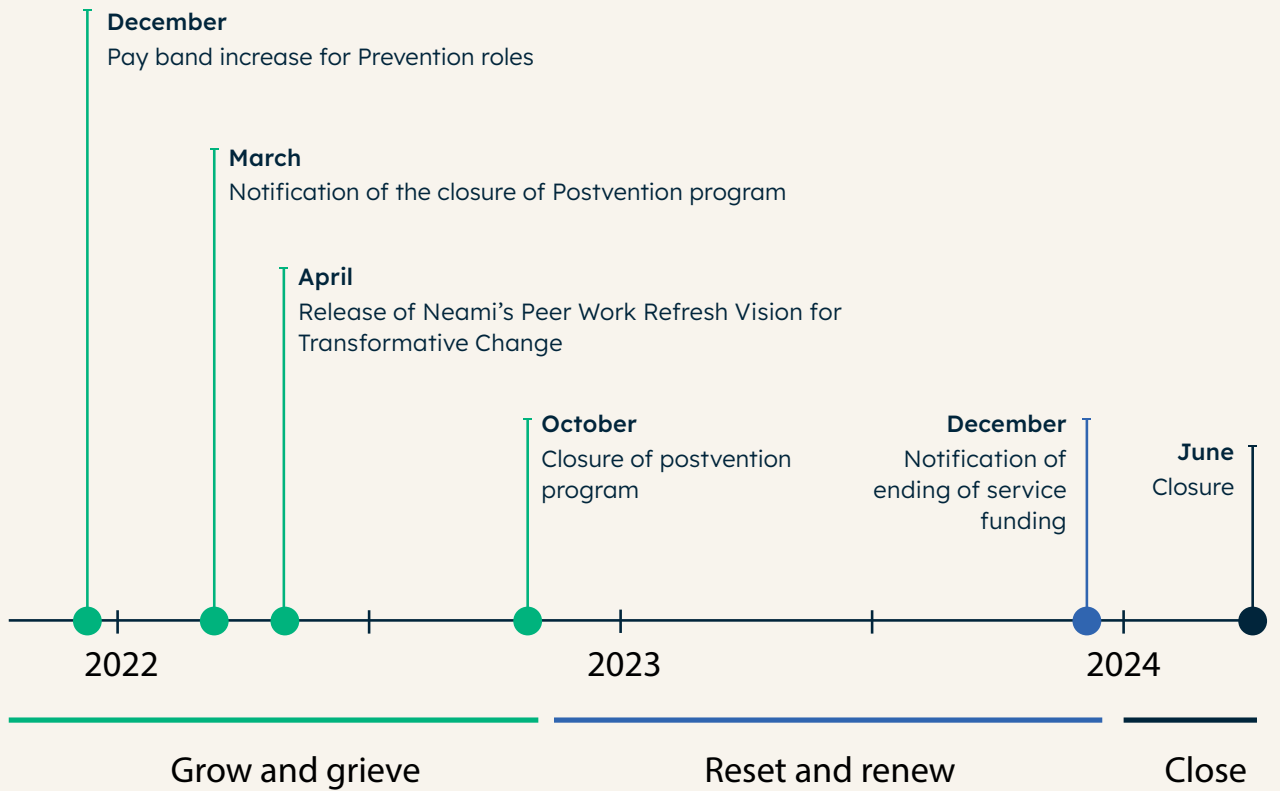 December
Pay band increase for Prevention roles
March
Notification of the closure of Postvention program
April
Release of Neami’s Peer Work Refresh Vision for
Transformative Change
October
Closure of postvention
program
December
Notification of
ending of service
funding
June
Closure
2022
2023
2024
Grow and grieve
Reset and renew
Close